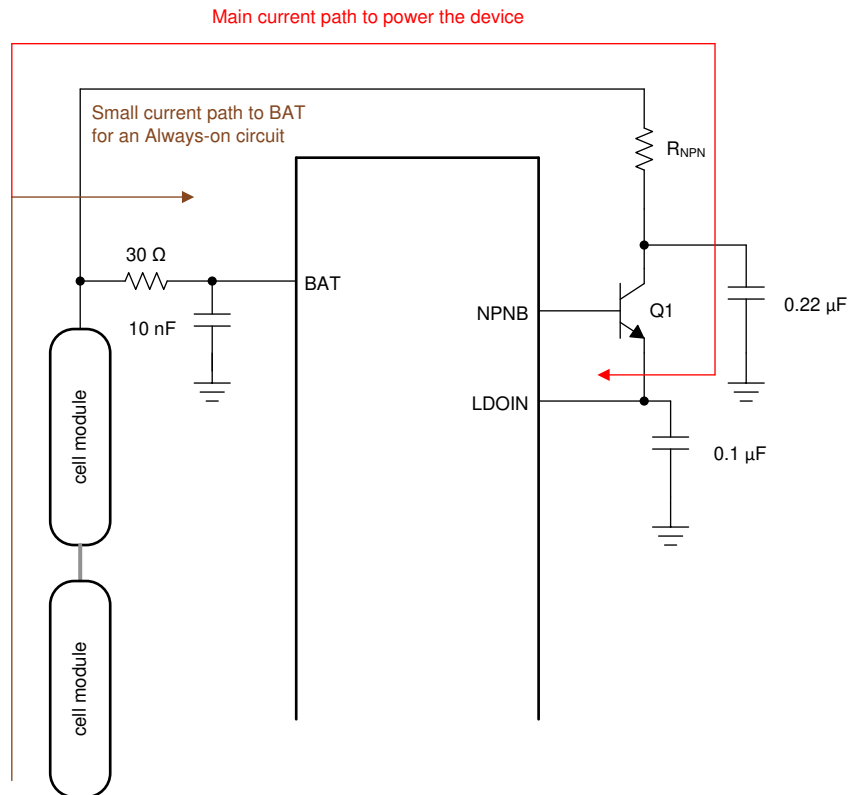 Main current path to power the device
Small current path to BAT
for an Always-on circuit
R_NPN
30 Ω
BAT
10 nF
NPNB
Q1
0.22 µF
LDOIN
0.1 µF
cell module
cell module